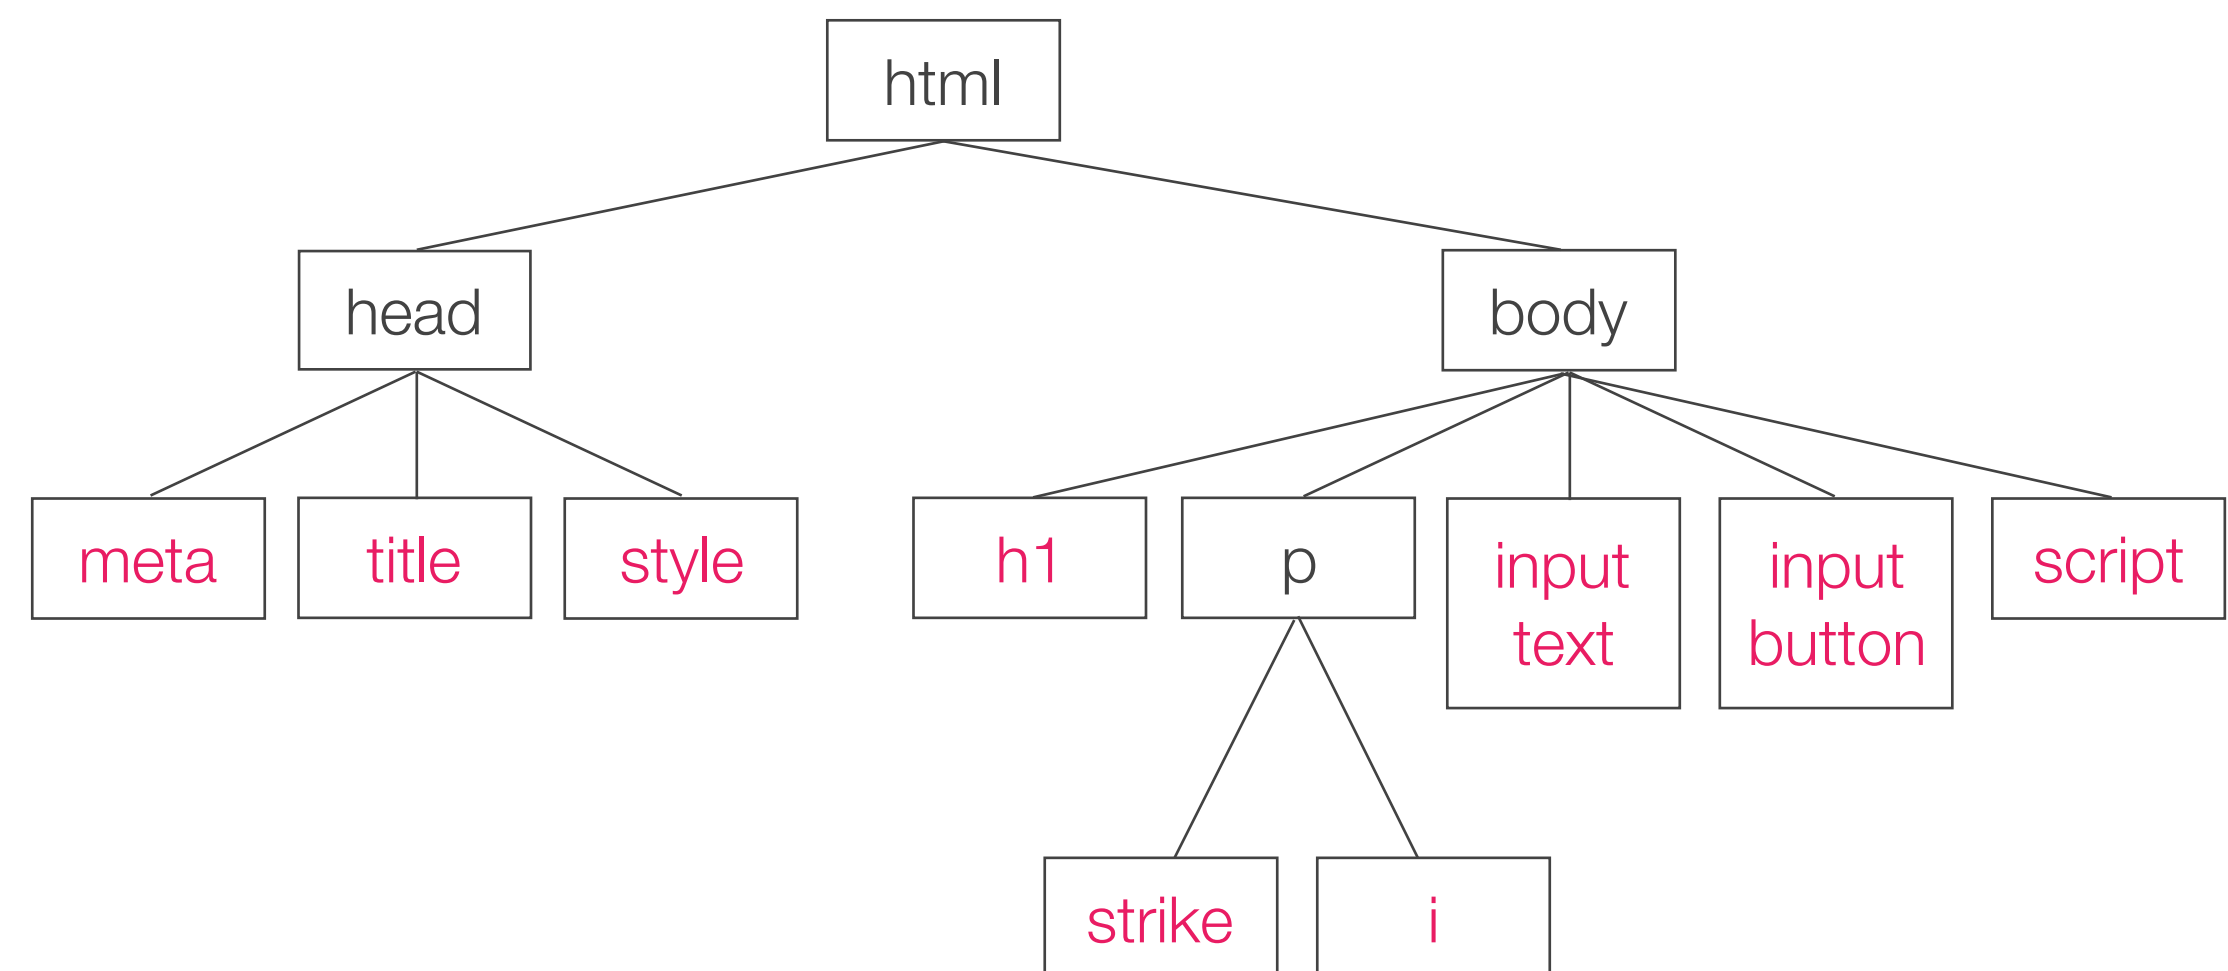 html
head
body
meta
title
style
h1
p
input
text
input
button
script
strike
i